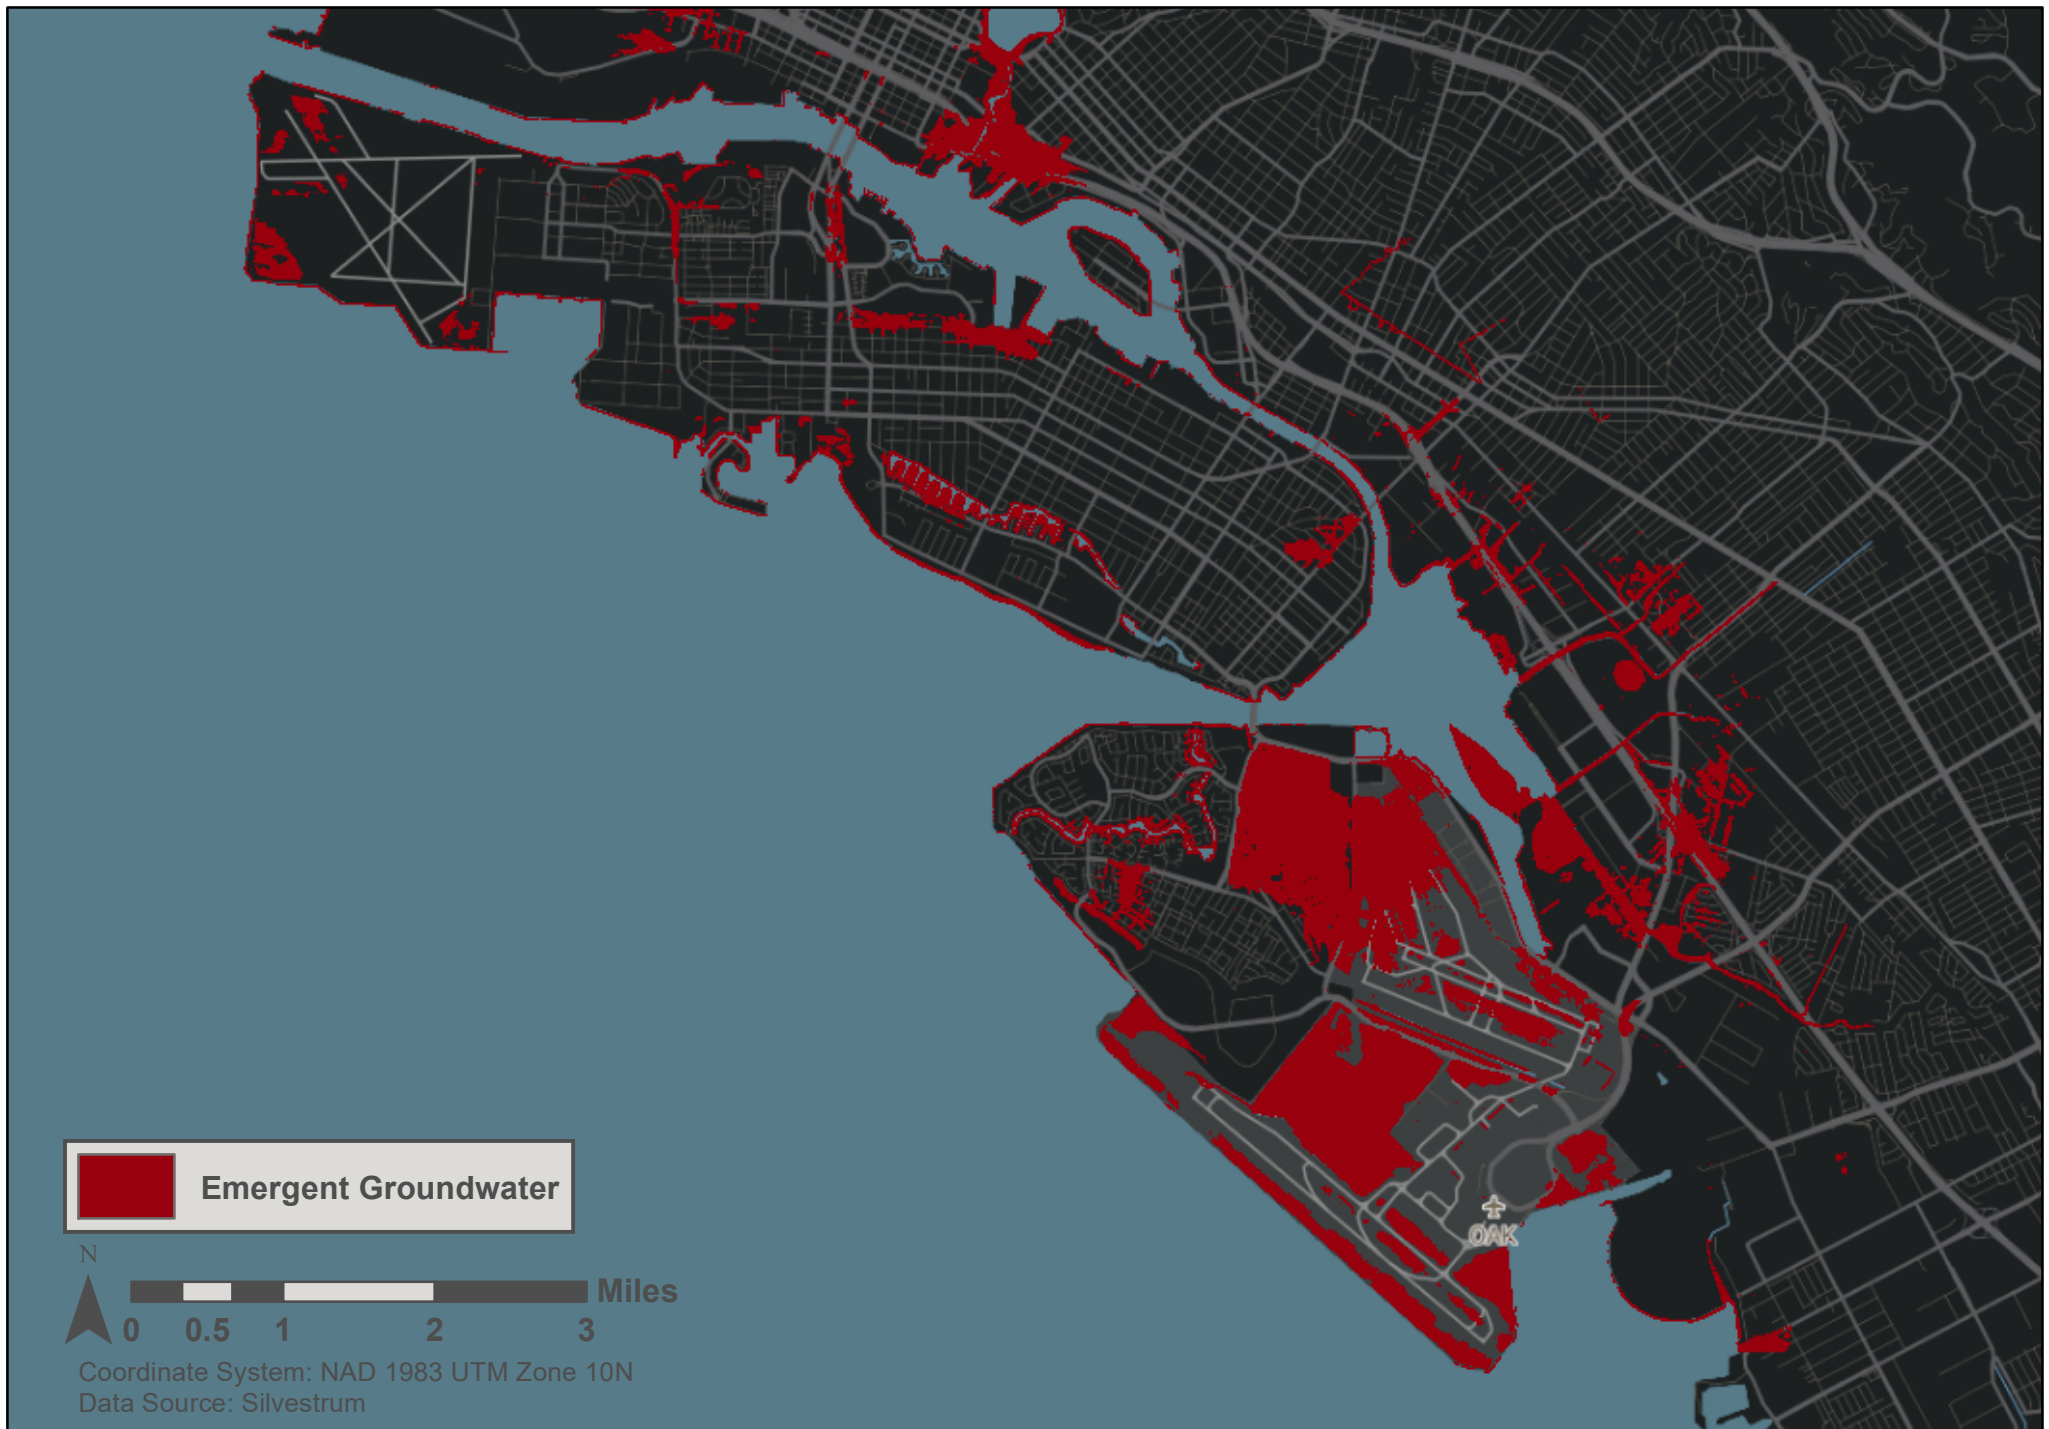 OAK
Emergent Groundwater
N
Miles
0 0.5 1 2 3
Coordinate System: NAD 1983 UTM Zone 10N
Data Source: Silvestrum